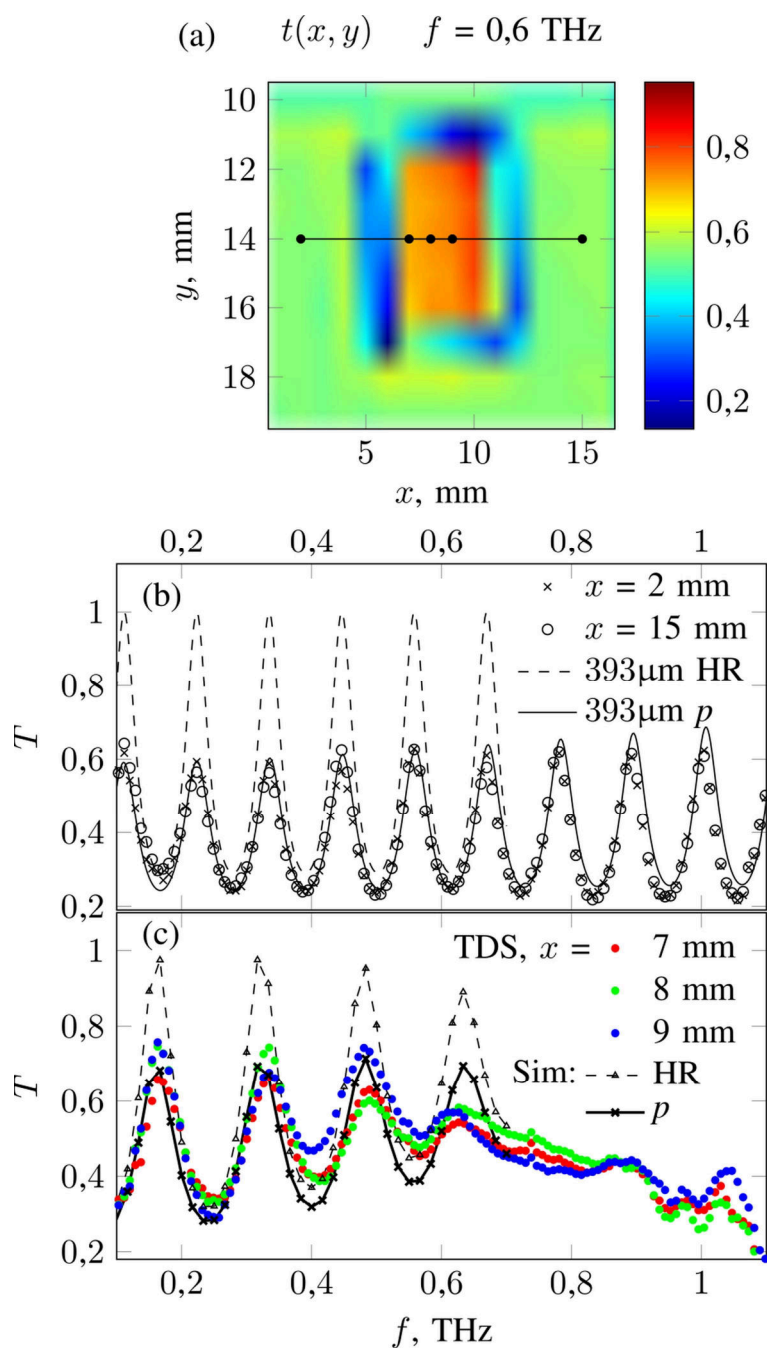 (a) t(x, y) f = 0,6 THz
10
12
14
16
18
y, mm
5 10 15
x, mm
0,8
0,6
0,4
0,2
0,2 0,4 0,6 0,8 1
(b)
× x = 2 mm
○ x = 15 mm
393µm HR
393µm p
1
0,8
0,6
0,4
0,2
T
(c)
TDS, x = 7 mm
8 mm
9 mm
Sim: HR
p
1
0,8
0,6
0,4
0,2
T
0,2 0,4 0,6 0,8 1
f, THz